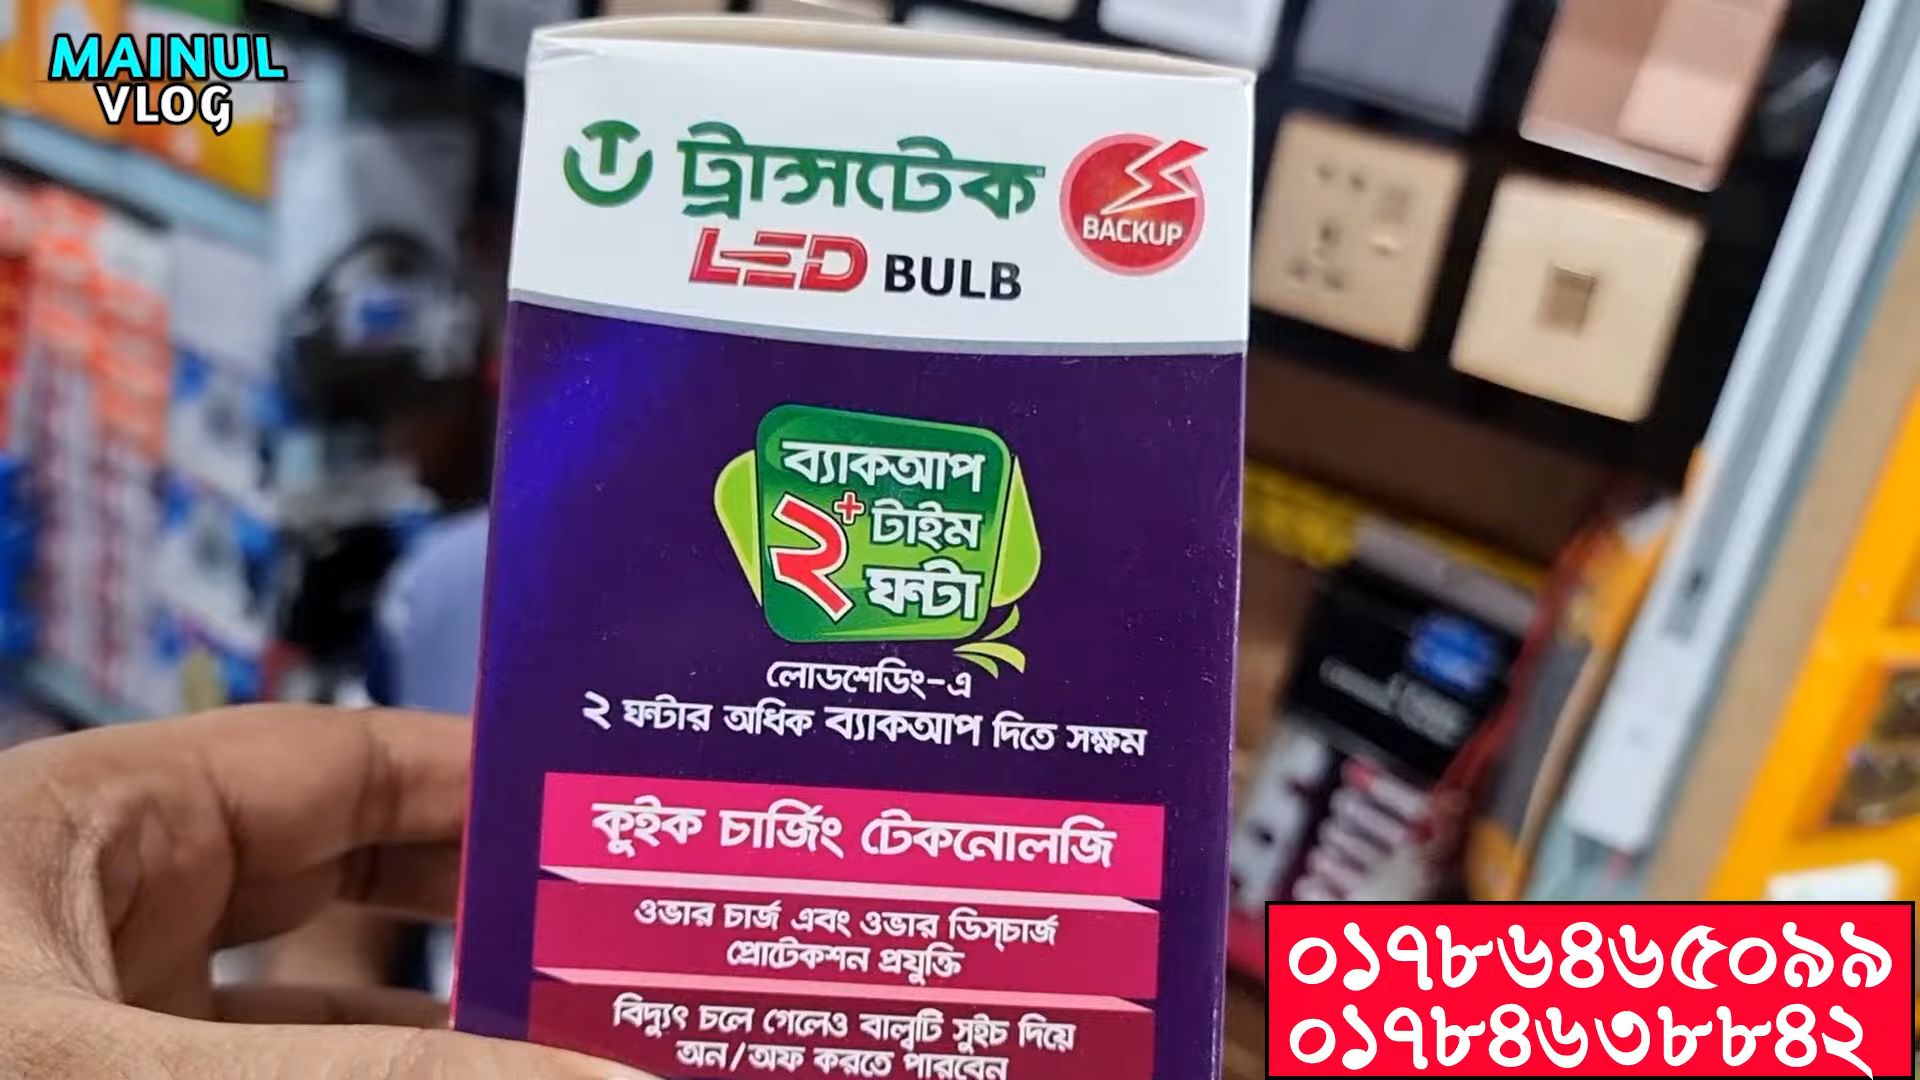 MAINUL
VLOG
ট্রান্সটেক
LED BULB
BACKUP
ব্যাকআপ
২+ টাইম
ঘন্টা
লোডশেডিং-এ
২ ঘন্টার অধিক ব্যাকআপ দিতে সক্ষম
কুইক চার্জিং টেকনোলজি
ওভার চার্জ এবং ওভার ডিস্চার্জ
প্রোটেকশন প্রযুক্তি
বিদ্যুৎ চলে গেলেও বাল্বটি সুইচ দিয়ে
অন/অফ করতে পারবেন
০১৭৮৬৪৬৫০৯৯
০১৭৮৪৬৩৮৮৪২